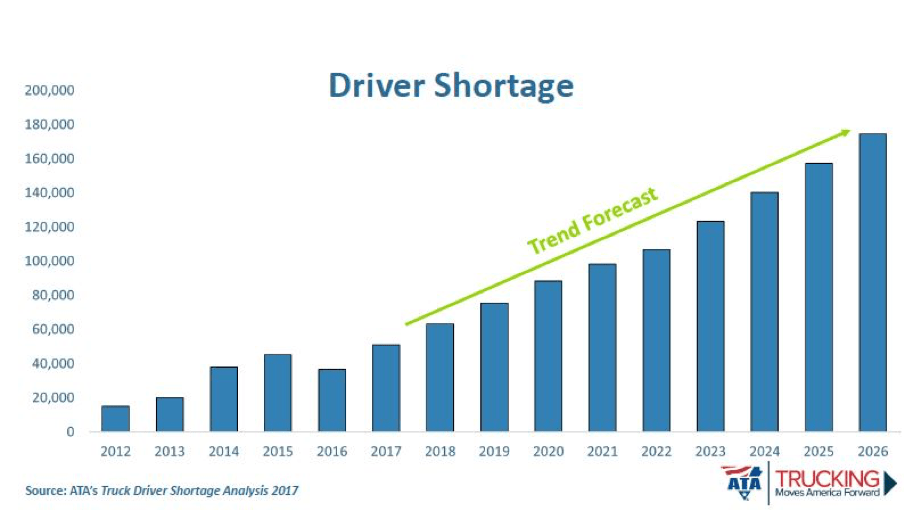 Driver Shortage
200,000
180,000
160,000
140,000
120,000
100,000
80,000
60,000
40,000
20,000
0
Trend Forecast
2012 2013 2014 2015 2016 2017 2018 2019 2020 2021 2022 2023 2024 2025 2026
Source: ATA's Truck Driver Shortage Analysis 2017
ATA
TRUCKING
Moves America Forward